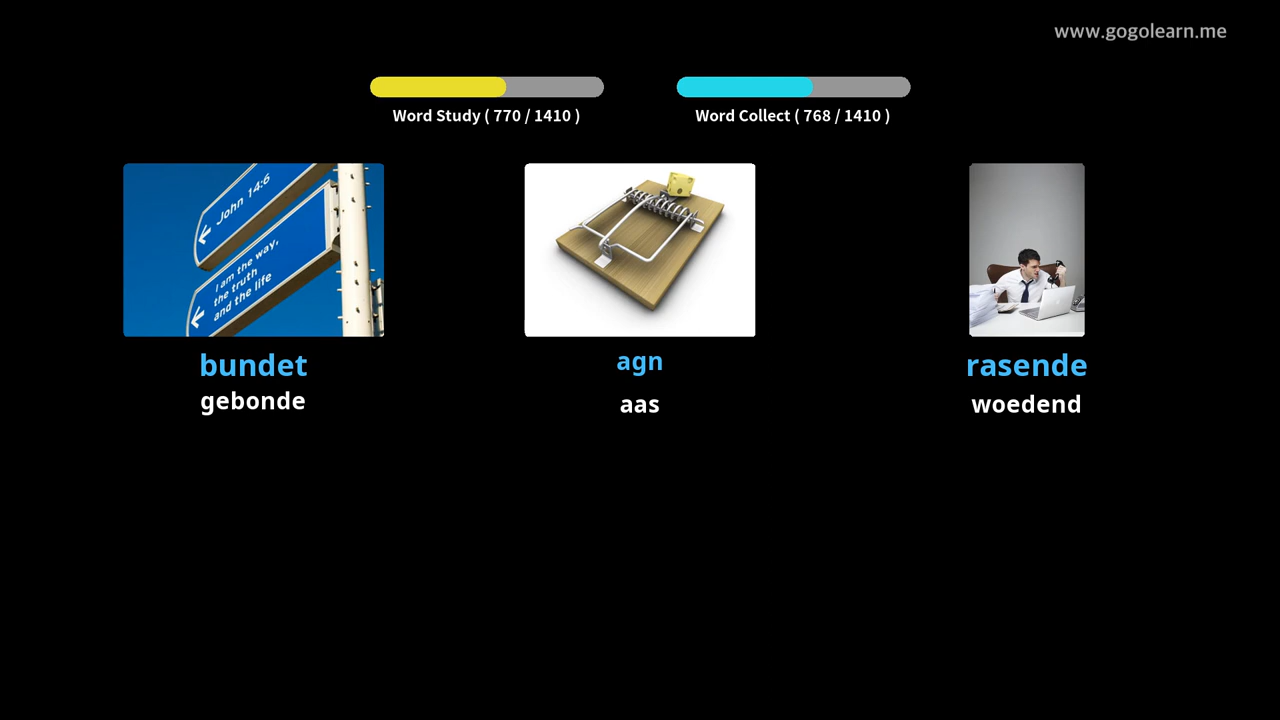 www.gogolearn.me
Word Study ( 770 / 1410 )
Word Collect ( 768 / 1410 )
John 14:6
I am the way,
the truth
and the life
bundet
gebonde
agn
aas
rasende
woedend